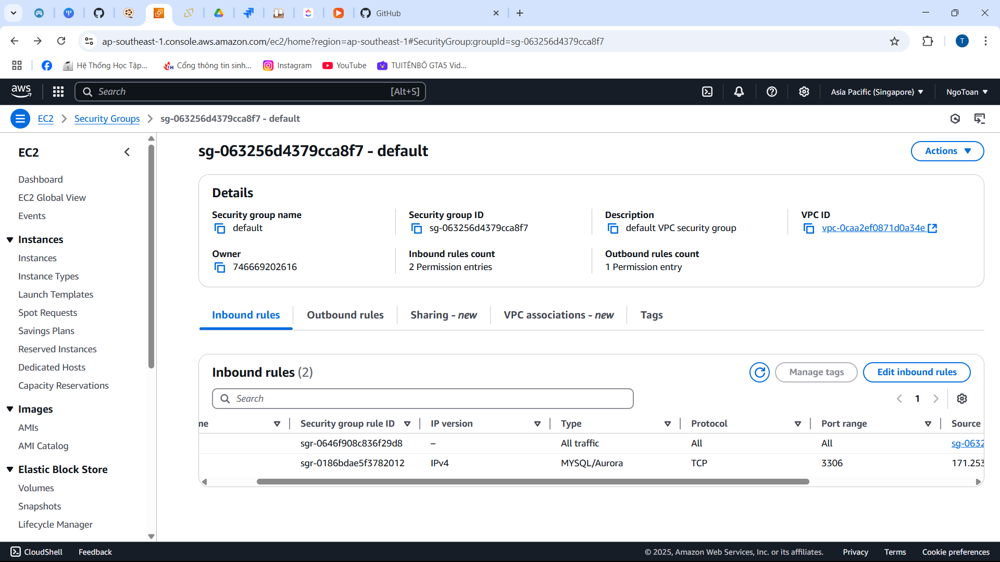 GitHub
ap-southeast-1.console.aws.amazon.com/ec2/home?region=ap-southeast-1#SecurityGroup:groupId=sg-063256d4379cca8f7
T
Hệ Thống Học Tập...
Cổng thông tin sinh...
Instagram
YouTube
TUITÊNBÔ GTA5 Vid...
aws
Search
[Alt+S]
Asia Pacific (Singapore)
NgoToan
EC2
Security Groups
sg-063256d4379cca8f7 - default
EC2
Dashboard
EC2 Global View
Events
Instances
Instances
Instance Types
Launch Templates
Spot Requests
Savings Plans
Reserved Instances
Dedicated Hosts
Capacity Reservations
Images
AMIs
AMI Catalog
Elastic Block Store
Volumes
Snapshots
Lifecycle Manager
sg-063256d4379cca8f7 - default
Actions
Details
Security group name
default
Security group ID
sg-063256d4379cca8f7
Description
default VPC security group
VPC ID
vpc-0caa2ef0871d0a34e
Owner
746669202616
Inbound rules count
2 Permission entries
Outbound rules count
1 Permission entry
Inbound rules
Outbound rules
Sharing - new
VPC associations - new
Tags
Inbound rules (2)
Manage tags
Edit inbound rules
Search
1
ne
Security group rule ID
IP version
Type
Protocol
Port range
Source
sgr-0646f908c836f29d8
–
All traffic
All
All
sg-0632
sgr-0186bdae5f3782012
IPv4
MYSQL/Aurora
TCP
3306
171.253
CloudShell
Feedback
© 2025, Amazon Web Services, Inc. or its affiliates.
Privacy
Terms
Cookie preferences